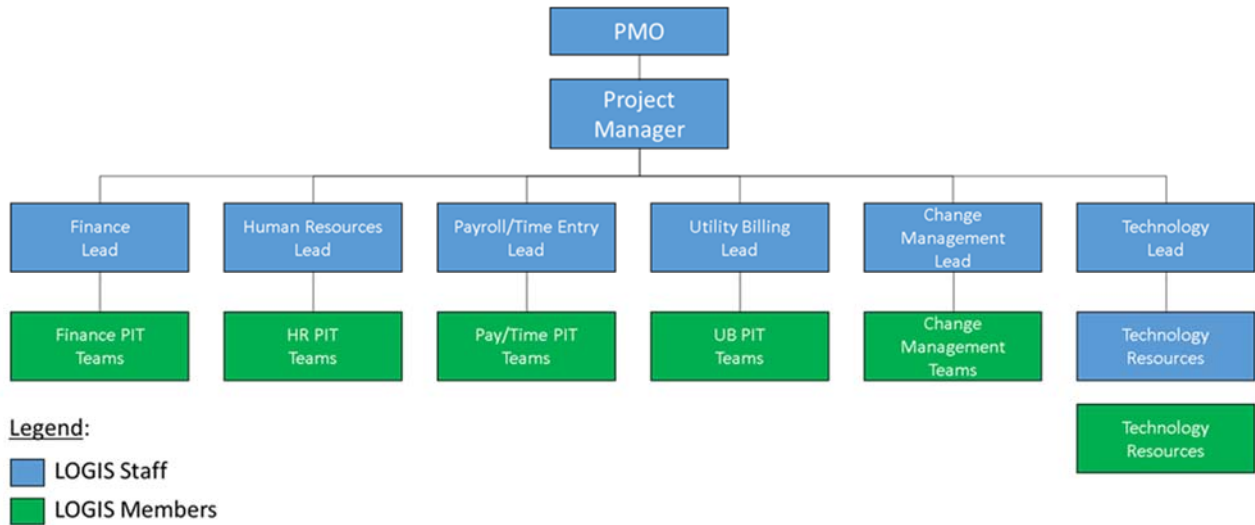 PMO
Project
Manager
Finance
Lead
Human Resources
Lead
Payroll/Time Entry
Lead
Utility Billing
Lead
Change
Management
Lead
Technology
Lead
Finance PIT
Teams
HR PIT
Teams
Pay/Time PIT
Teams
UB PIT
Teams
Change
Management
Teams
Technology
Resources
Technology
Resources
Legend:
LOGIS Staff
LOGIS Members